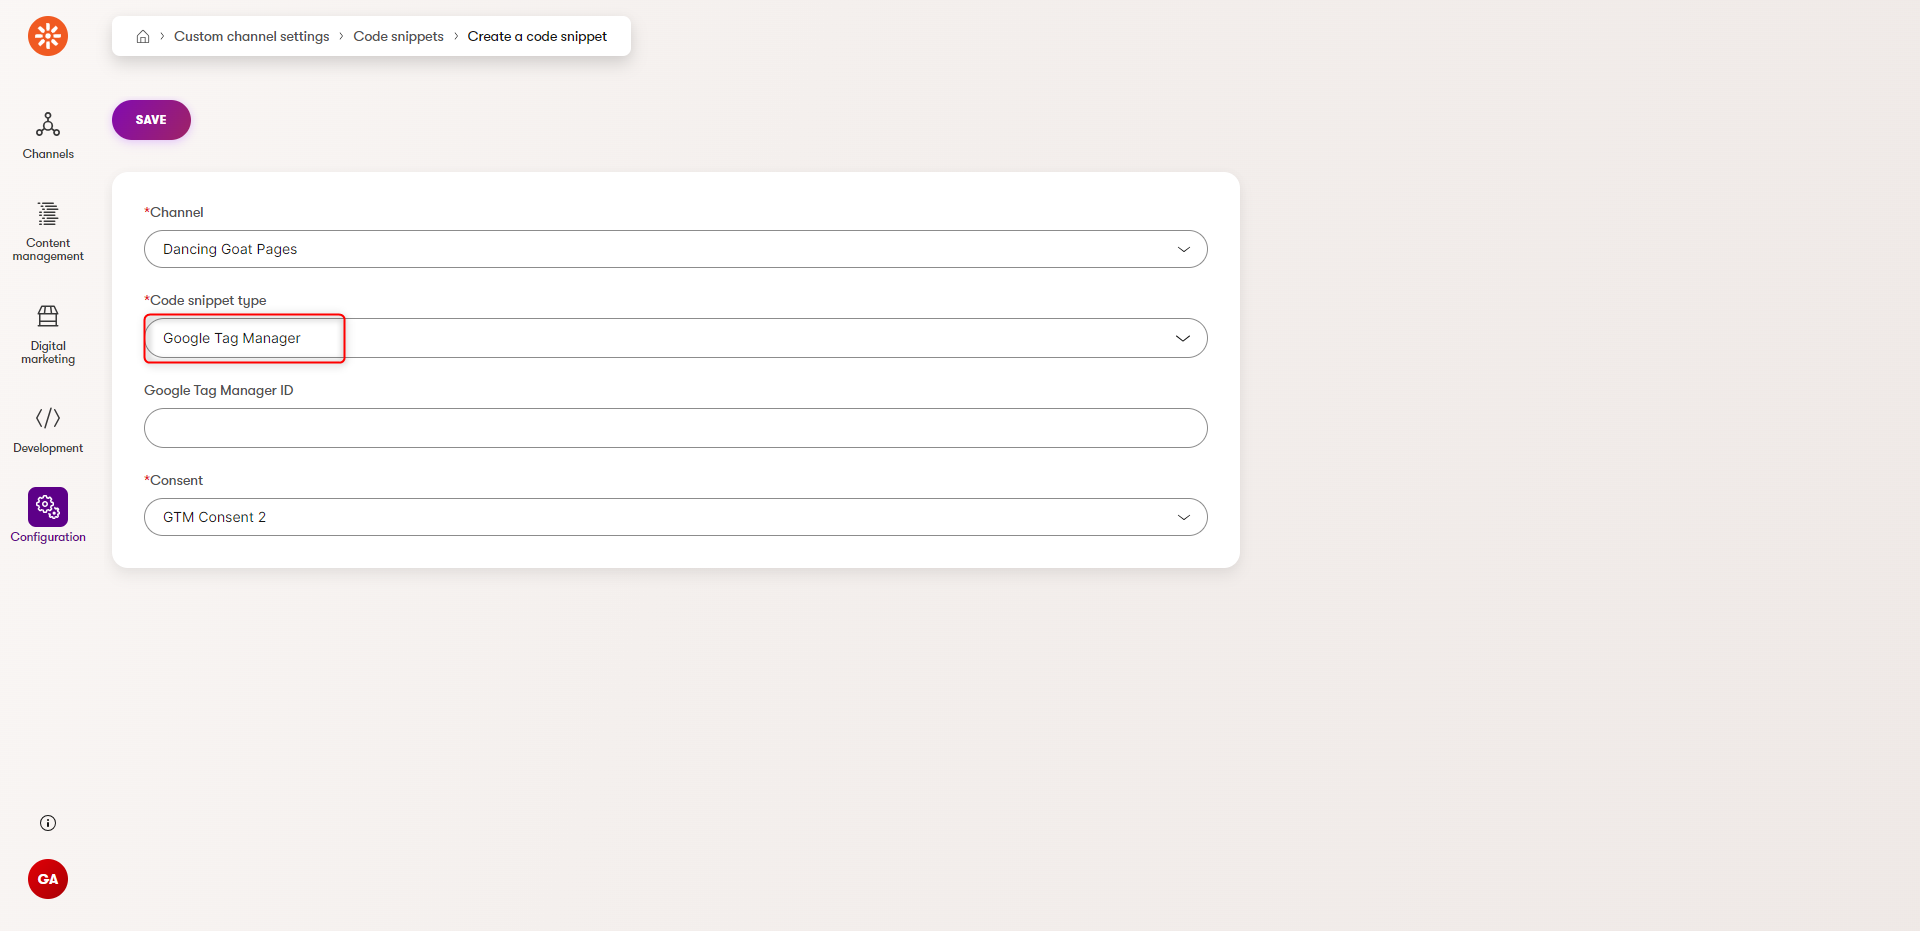 Custom channel settings > Code snippets > Create a code snippet
SAVE
Channels
Content
management
Digital
marketing
Development
Configuration
*Channel
Dancing Goat Pages
*Code snippet type
Google Tag Manager
Google Tag Manager ID
*Consent
GTM Consent 2
GA